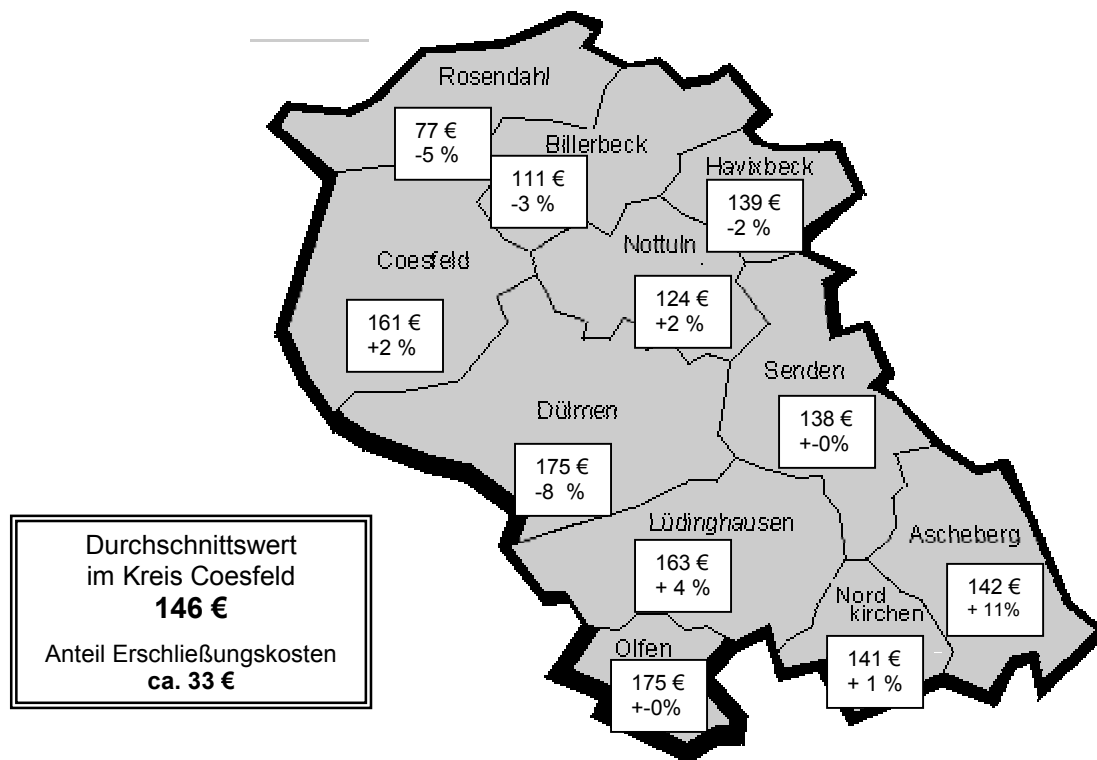 Rosendahl
77 €
-5 %
Billerbeck
111 €
-3 %
Havixbeck
139 €
-2 %
Coesfeld
161 €
+2 %
Nottuln
124 €
+2 %
Senden
138 €
+-0%
Dülmen
175 €
-8 %
Lüdinghausen
163 €
+ 4 %
Ascheberg
142 €
+ 11%
Nord
kirchen
141 €
+ 1 %
Olfen
175 €
+-0%
Durchschnittswert
im Kreis Coesfeld
146 €
Anteil Erschließungskosten
ca. 33 €